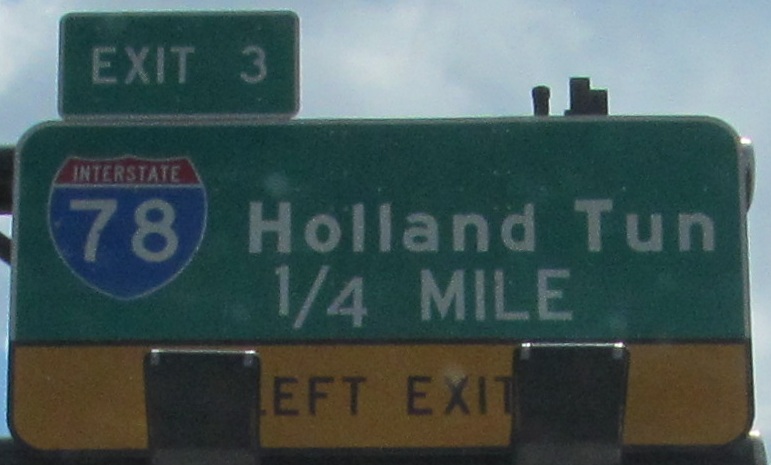 EXIT 3
INTERSTATE
78
Holland Tun
1/4 MILE
LEFT EXIT